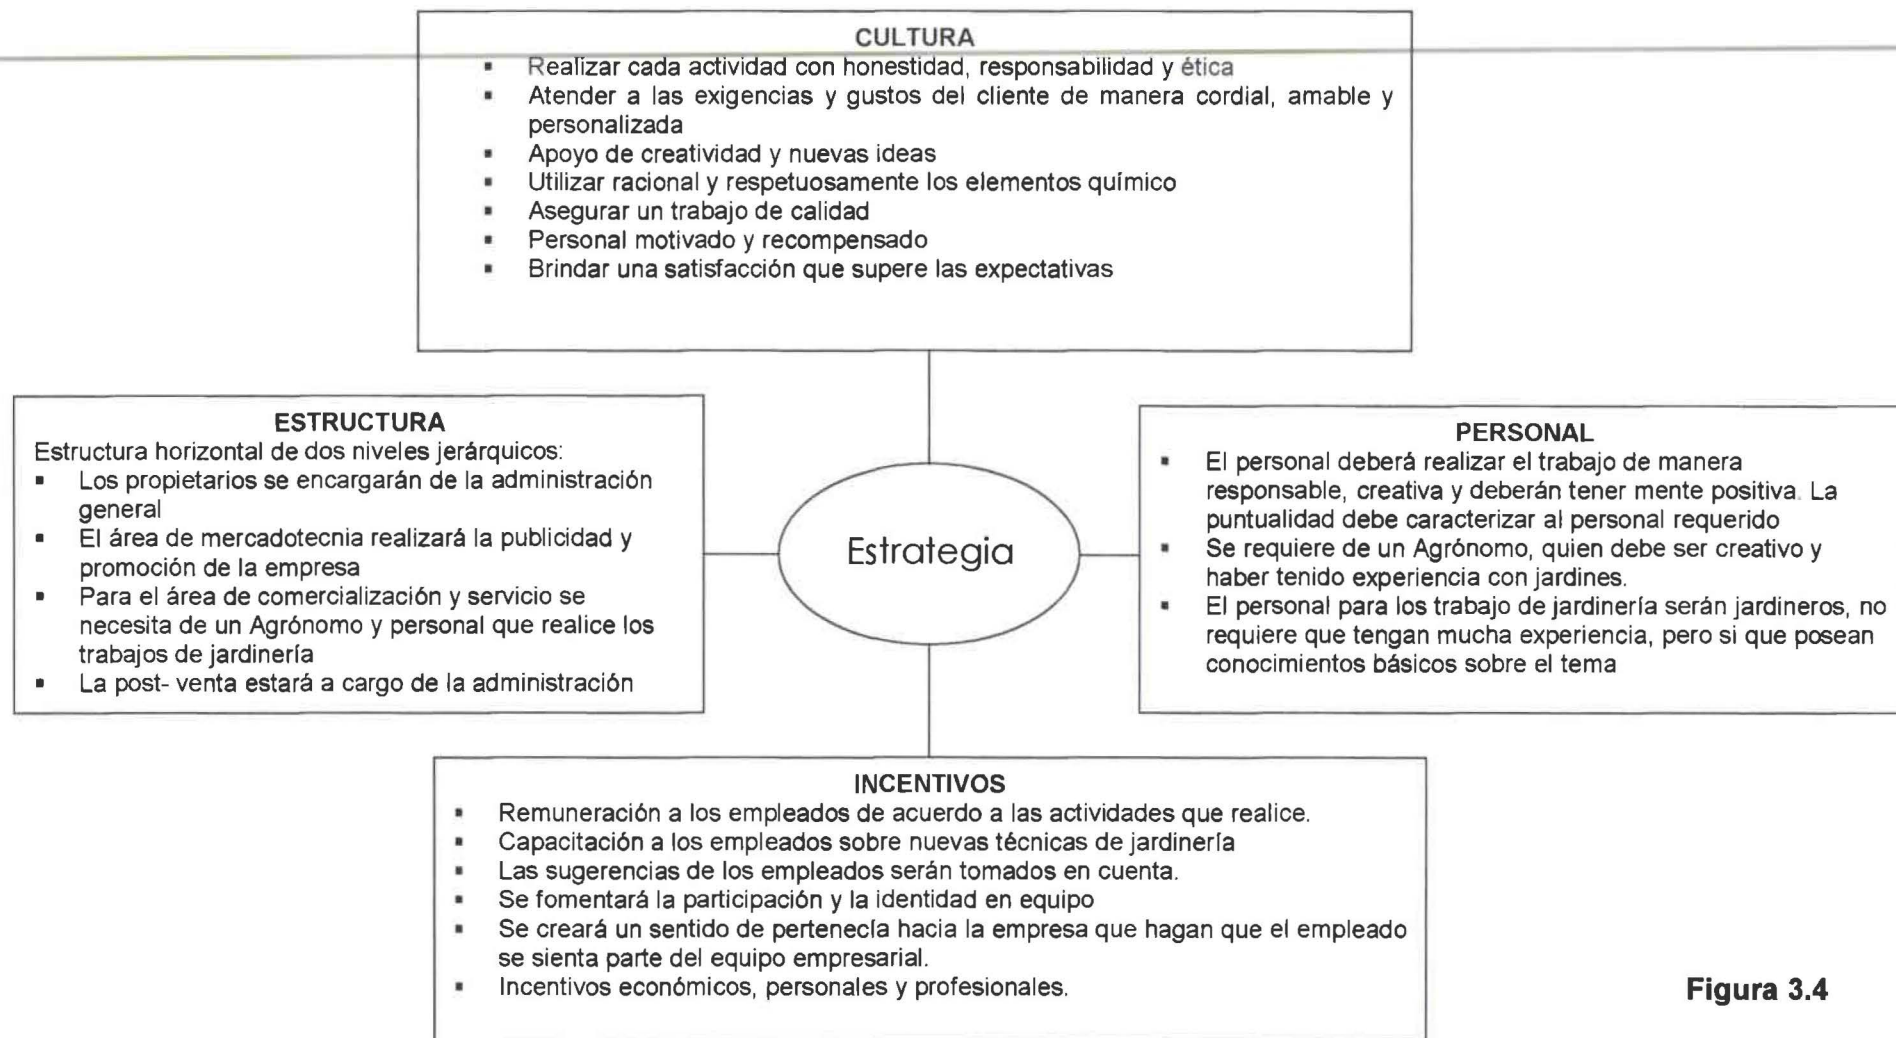 CULTURA
▪ Realizar cada actividad con honestidad, responsabilidad y ética
▪ Atender a las exigencias y gustos del cliente de manera cordial, amable y
personalizada
▪ Apoyo de creatividad y nuevas ideas
▪ Utilizar racional y respetuosamente los elementos químico
▪ Asegurar un trabajo de calidad
▪ Personal motivado y recompensado
▪ Brindar una satisfacción que supere las expectativas
ESTRUCTURA
Estructura horizontal de dos niveles jerárquicos:
▪ Los propietarios se encargarán de la administración
general
▪ El área de mercadotecnia realizará la publicidad y
promoción de la empresa
▪ Para el área de comercialización y servicio se
necesita de un Agrónomo y personal que realice los
trabajos de jardinería
▪ La post- venta estará a cargo de la administración
Estrategia
PERSONAL
▪ El personal deberá realizar el trabajo de manera
responsable, creativa y deberán tener mente positiva. La
puntualidad debe caracterizar al personal requerido
▪ Se requiere de un Agrónomo, quien debe ser creativo y
haber tenido experiencia con jardines.
▪ El personal para los trabajo de jardinería serán jardineros, no
requiere que tengan mucha experiencia, pero si que posean
conocimientos básicos sobre el tema
INCENTIVOS
▪ Remuneración a los empleados de acuerdo a las actividades que realice.
▪ Capacitación a los empleados sobre nuevas técnicas de jardinería
▪ Las sugerencias de los empleados serán tomados en cuenta.
▪ Se fomentará la participación y la identidad en equipo
▪ Se creará un sentido de pertenecía hacia la empresa que hagan que el empleado
se sienta parte del equipo empresarial.
▪ Incentivos económicos, personales y profesionales.
Figura 3.4